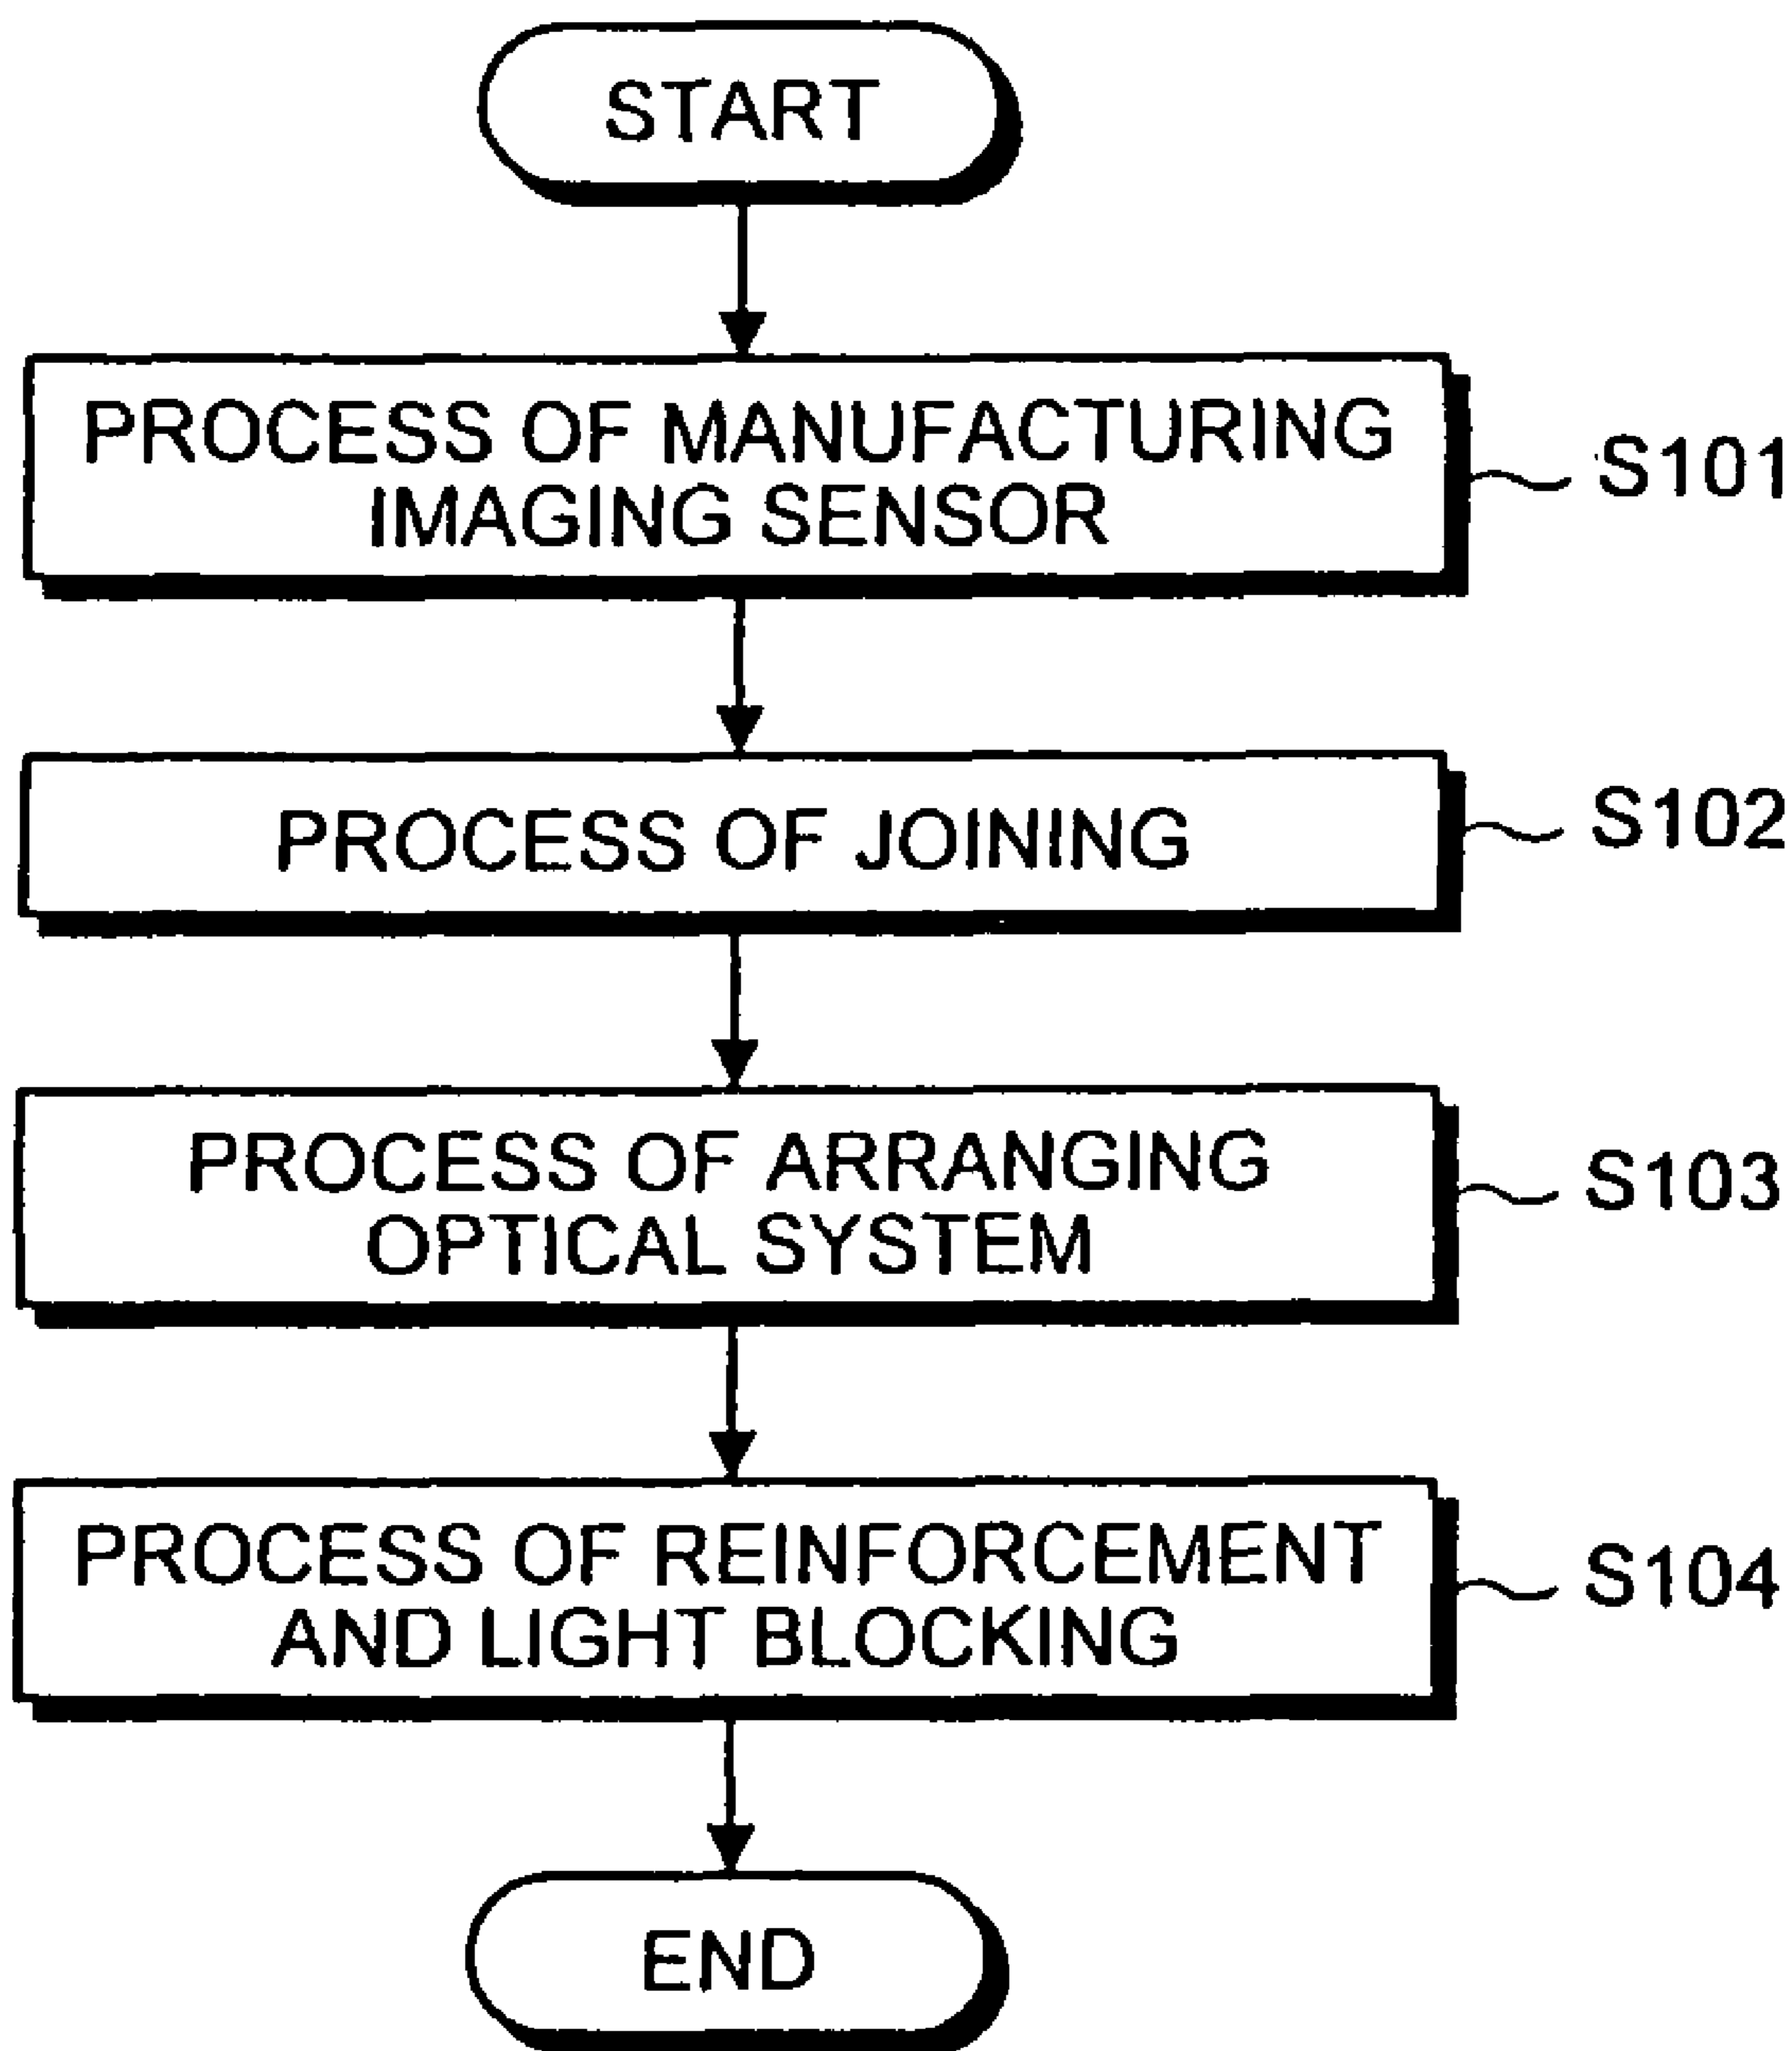 START
PROCESS OF MANUFACTURING
IMAGING SENSOR
S101
PROCESS OF JOINING
S102
PROCESS OF ARRANGING
OPTICAL SYSTEM
S103
PROCESS OF REINFORCEMENT
AND LIGHT BLOCKING
S104
END